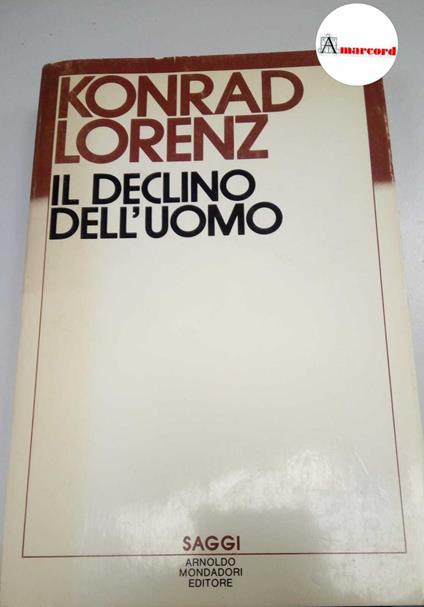 Amarcord
KONRAD
LORENZ
IL DECLINO
DELL'UOMO
SAGGI
ARNOLDO
MONDADORI
EDITORE